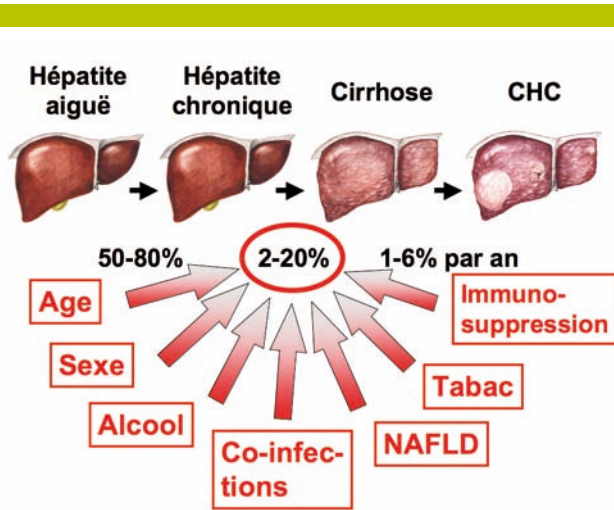 Hépatite
aiguë
Hépatite
chronique
Cirrhose
CHC
50-80%
2-20%
1-6% par an
Age
Sexe
Alcool
Co-infec-
tions
NAFLD
Tabac
Immuno-
suppression